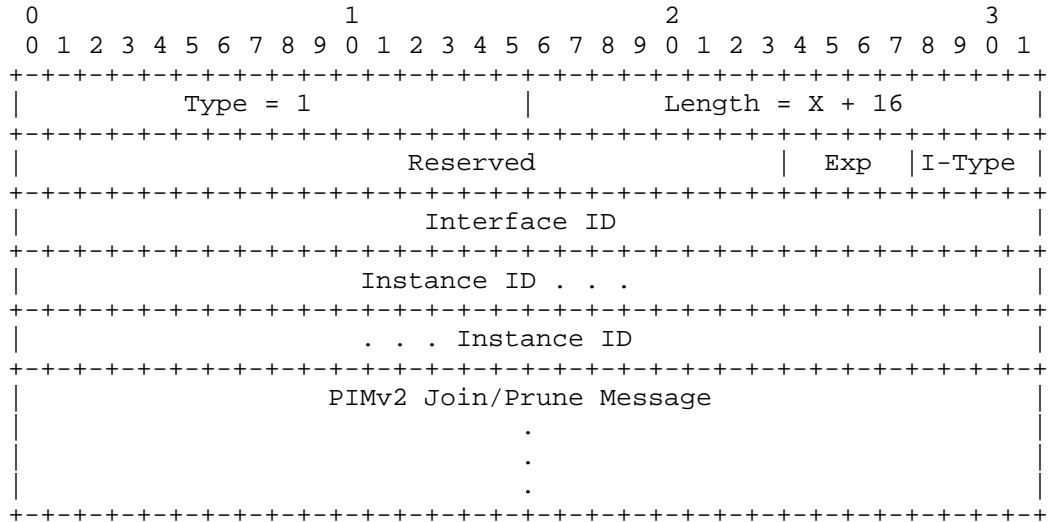 0                   1                   2                   3
 0 1 2 3 4 5 6 7 8 9 0 1 2 3 4 5 6 7 8 9 0 1 2 3 4 5 6 7 8 9 0 1
+-+-+-+-+-+-+-+-+-+-+-+-+-+-+-+-+-+-+-+-+-+-+-+-+-+-+-+-+-+-+-+-+
|          Type = 1             |        Length = X + 16        |
+-+-+-+-+-+-+-+-+-+-+-+-+-+-+-+-+-+-+-+-+-+-+-+-+-+-+-+-+-+-+-+-+
|                        Reserved               |  Exp  |I-Type |
+-+-+-+-+-+-+-+-+-+-+-+-+-+-+-+-+-+-+-+-+-+-+-+-+-+-+-+-+-+-+-+-+
|                         Interface ID                          |
+-+-+-+-+-+-+-+-+-+-+-+-+-+-+-+-+-+-+-+-+-+-+-+-+-+-+-+-+-+-+-+-+
|                     Instance ID . . .                         |
+-+-+-+-+-+-+-+-+-+-+-+-+-+-+-+-+-+-+-+-+-+-+-+-+-+-+-+-+-+-+-+-+
|                     . . . Instance ID                         |
+-+-+-+-+-+-+-+-+-+-+-+-+-+-+-+-+-+-+-+-+-+-+-+-+-+-+-+-+-+-+-+-+
|                   PIMv2 Join/Prune Message                    |
|                               .                               |
|                               .                               |
|                               .                               |
+-+-+-+-+-+-+-+-+-+-+-+-+-+-+-+-+-+-+-+-+-+-+-+-+-+-+-+-+-+-+-+-+